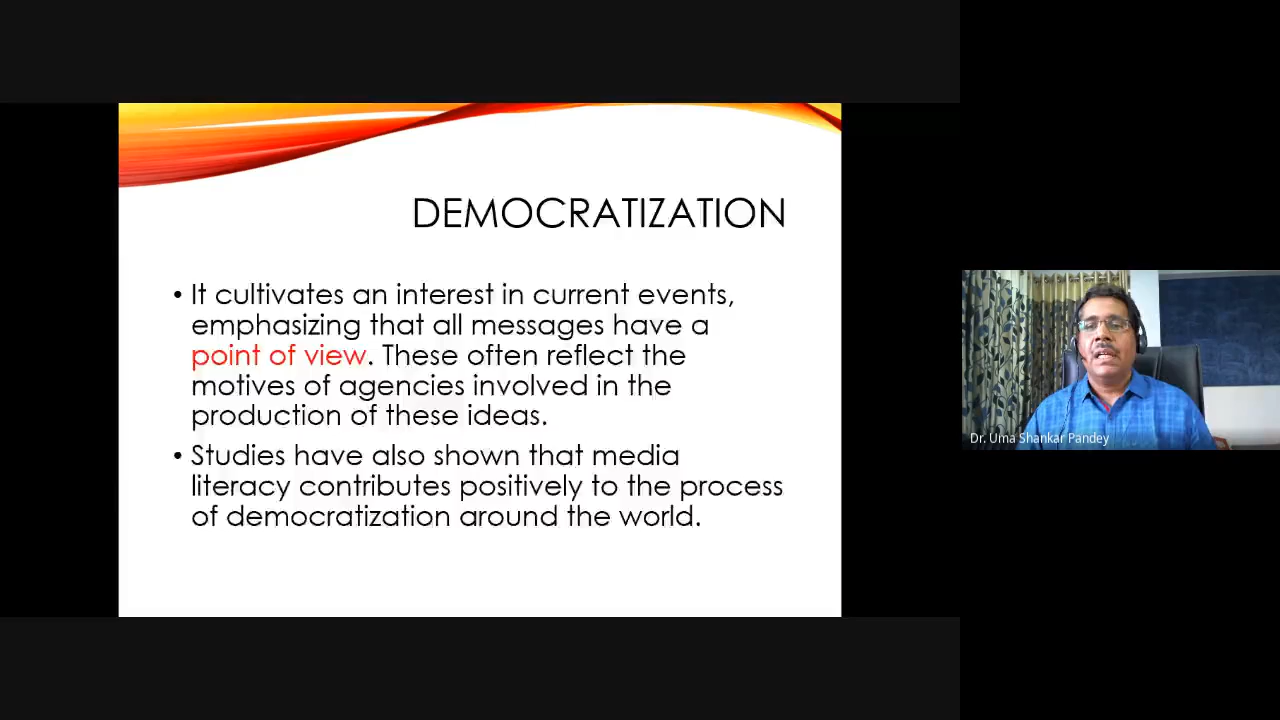 DEMOCRATIZATION
• It cultivates an interest in current events,
emphasizing that all messages have a
point of view. These often reflect the
motives of agencies involved in the
production of these ideas.
• Studies have also shown that media
literacy contributes positively to the process
of democratization around the world.
Dr. Uma Shankar Pandey